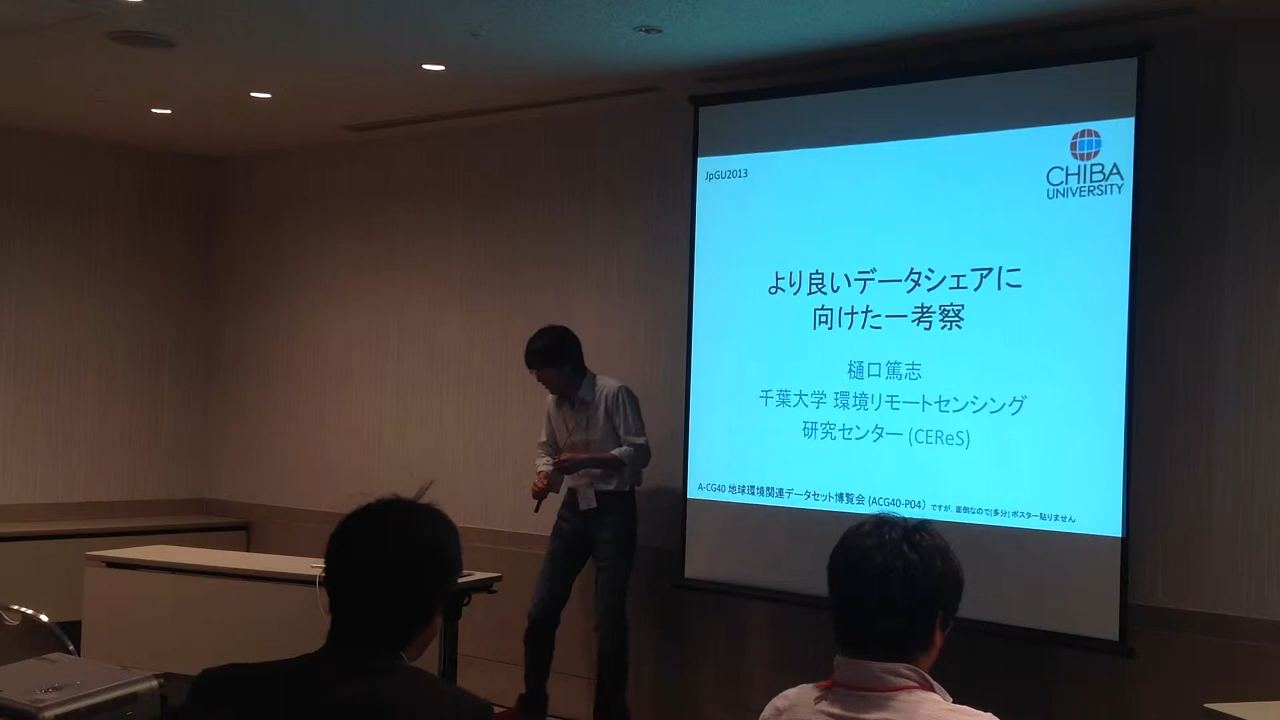 JpGU2013
CHIBA
UNIVERSITY
より良いデータシェアに
向けた一考察
樋口篤志
千葉大学 環境リモートセンシング
研究センター (CEReS)
A-CG40 地球環境関連データセット博覧会 (ACG40-P04) ですが、面倒なので[多分]ポスター貼りません